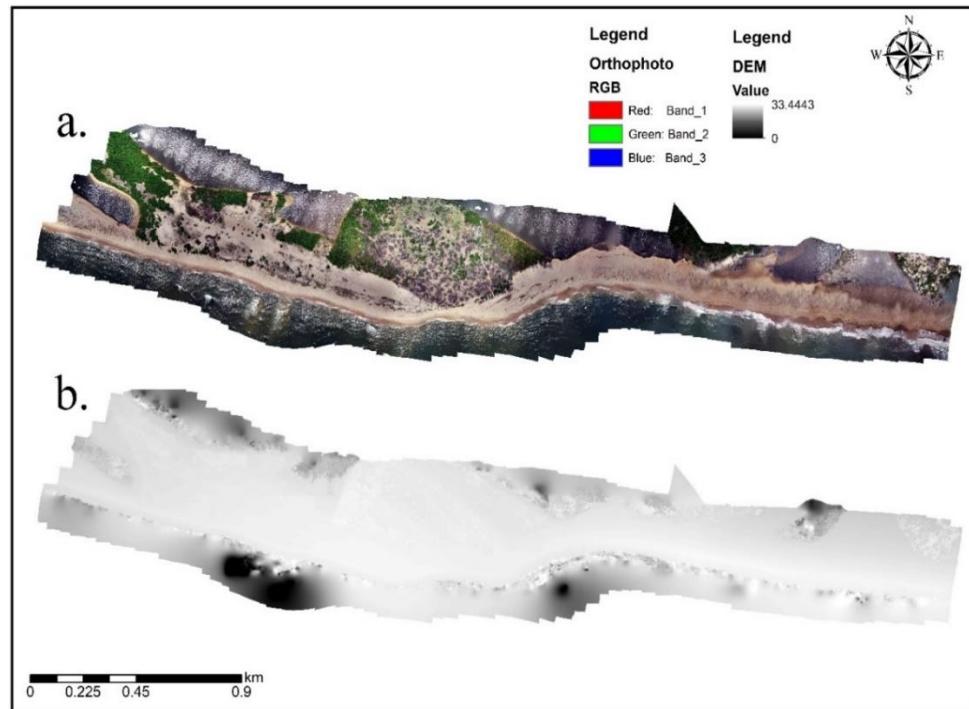 Legend
Orthophoto
RGB
Red: Band_1
Green: Band_2
Blue: Band_3
Legend
DEM
Value
33.4443
0
N
W E
S
a.
b.
km
0 0.225 0.45 0.9